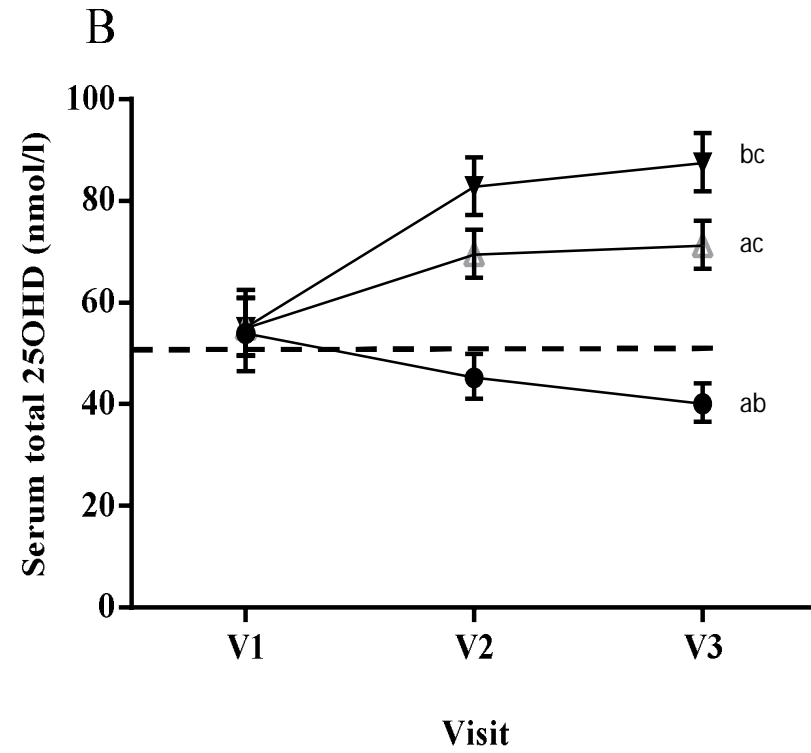 B
Serum total 25OHD (nmol/l)
100
80
60
40
20
0
bc
ac
ab
V1 V2 V3
Visit